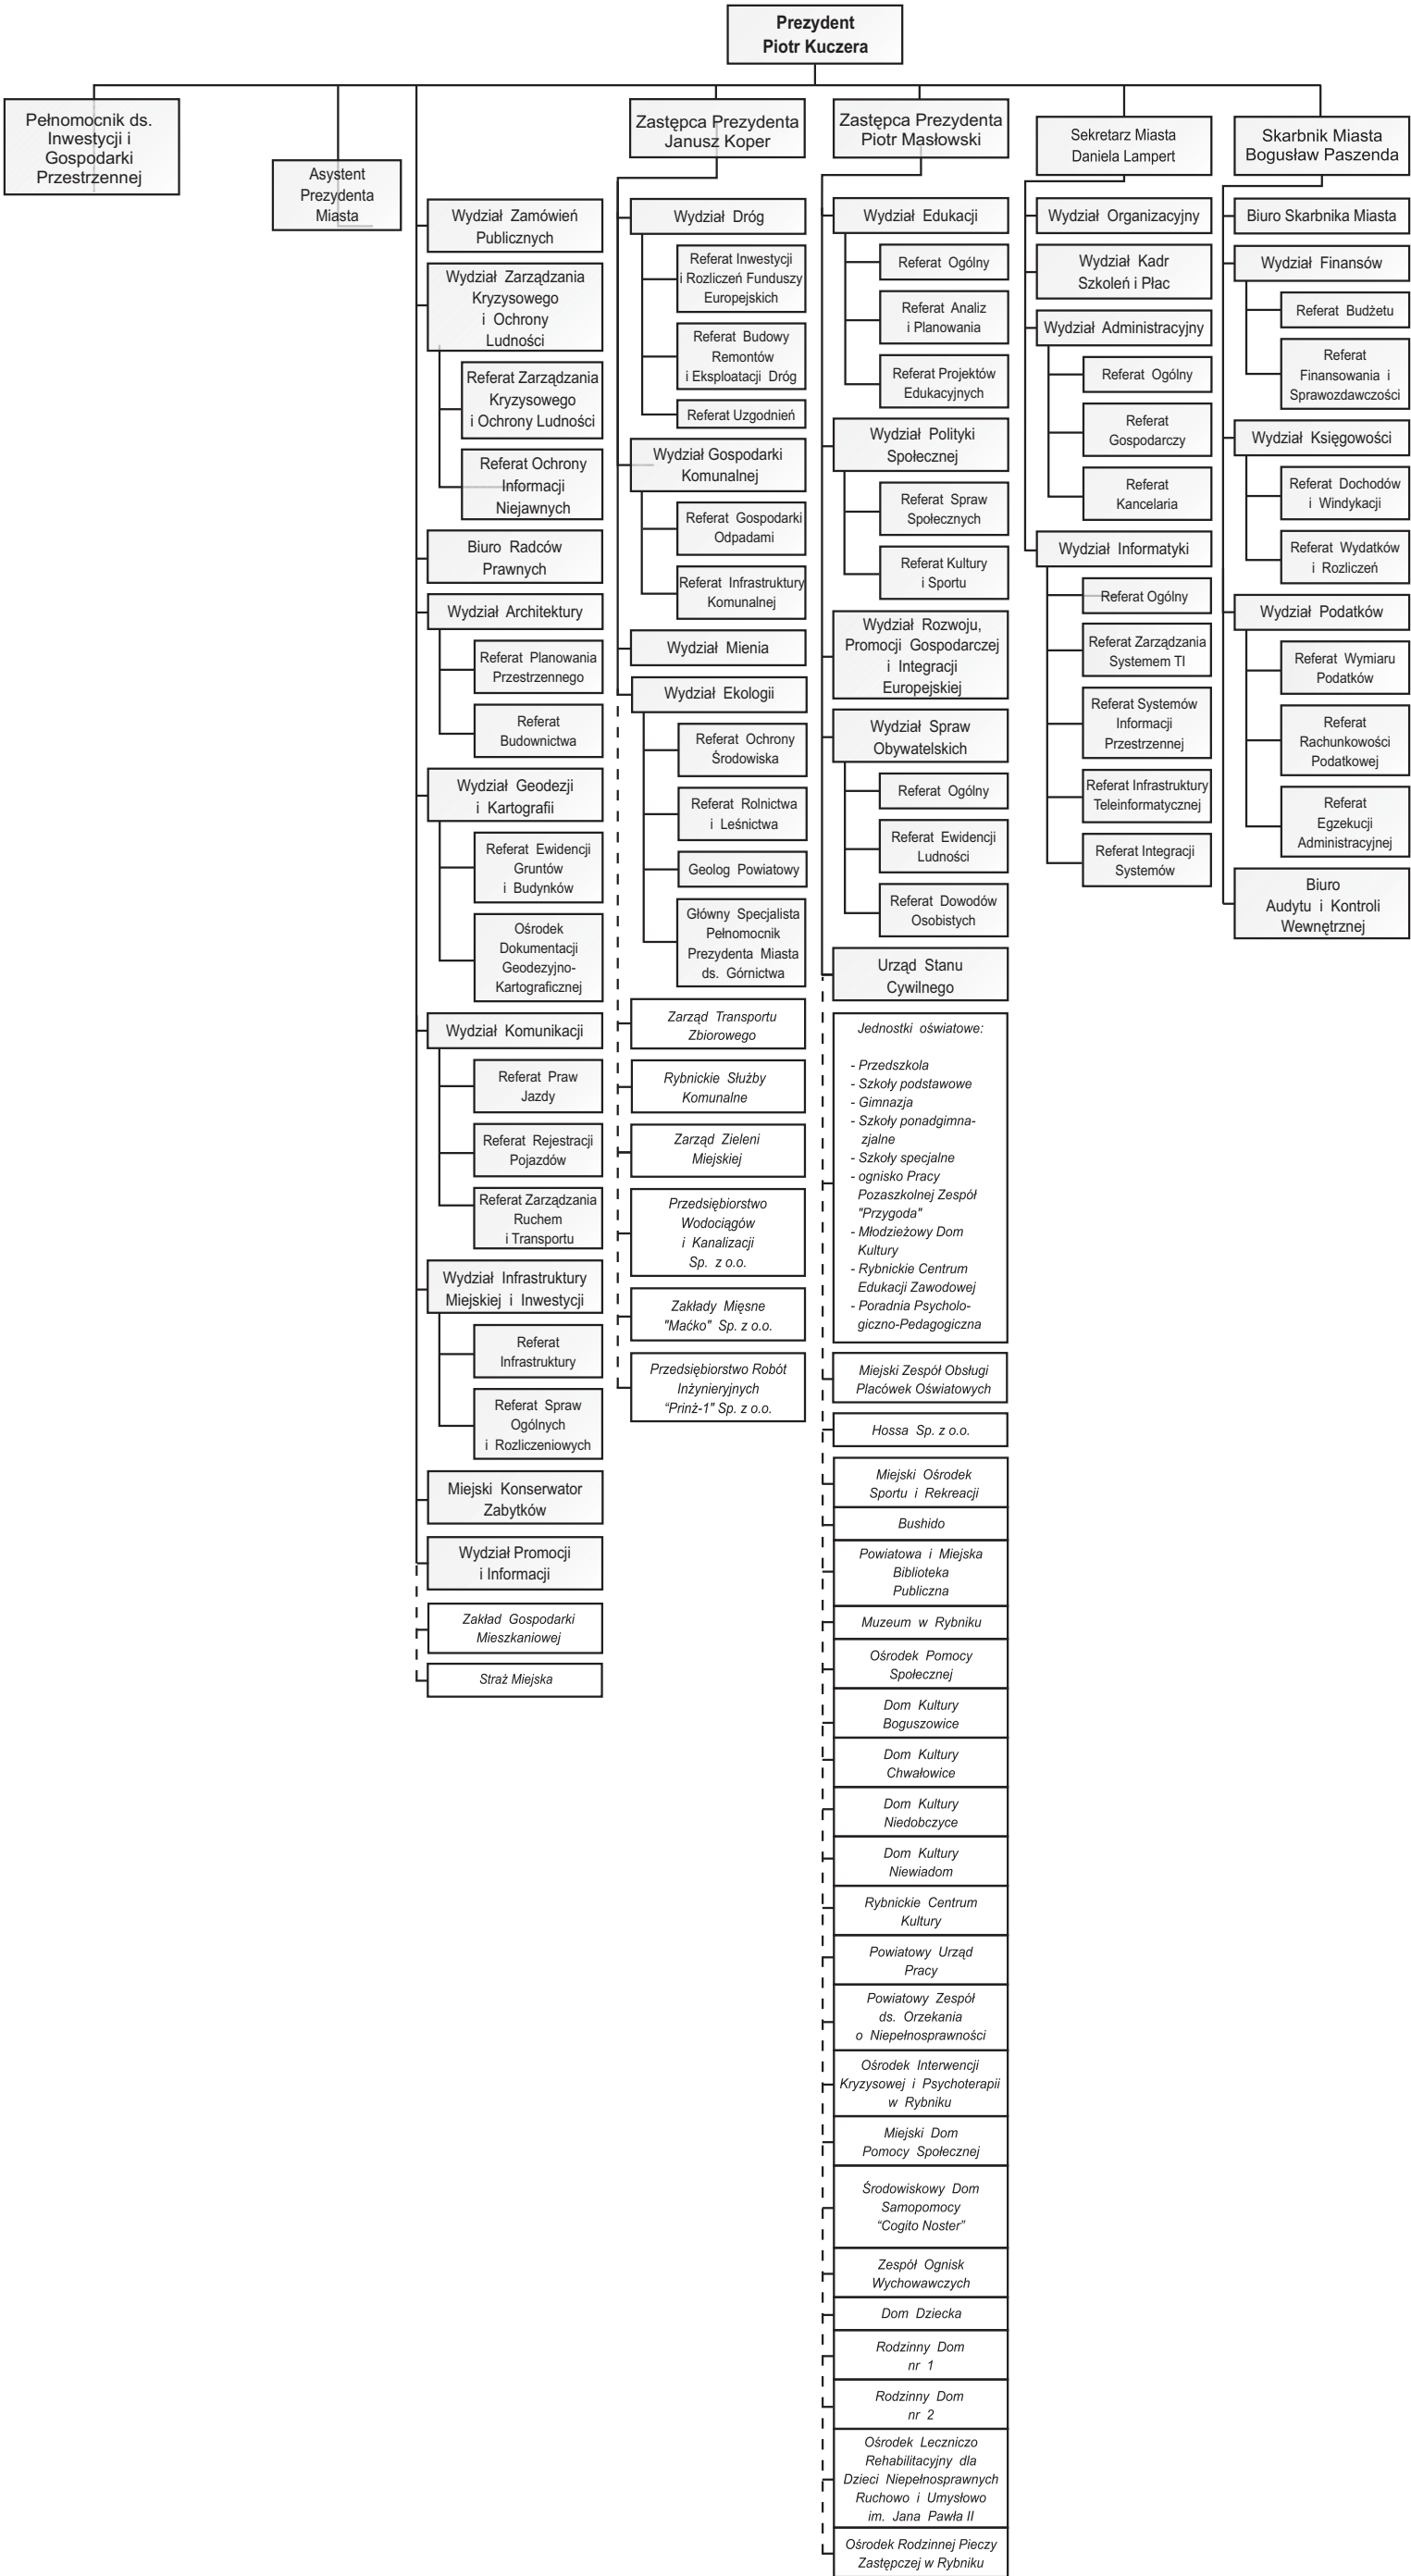 Prezydent
Piotr Kuczera
Pełnomocnik ds.
Inwestycji i
Gospodarki
Przestrzennej
Asystent
Prezydenta
Miasta
Wydział Zamówień
Publicznych
Wydział Zarządzania
Kryzysowego
i Ochrony
Ludności
Referat Zarządzania
Kryzysowego
i Ochrony Ludności
Referat Ochrony
Informacji
Niejawnych
Biuro Radców
Prawnych
Wydział Architektury
Referat Planowania
Przestrzennego
Referat
Budownictwa
Wydział Geodezji
i Kartografii
Referat Ewidencji
Gruntów
i Budynków
Ośrodek
Dokumentacji
Geodezyjno-
Kartograficznej
Wydział Komunikacji
Referat Praw
Jazdy
Referat Rejestracji
Pojazdów
Referat Zarządzania
Ruchem
i Transportu
Wydział Infrastruktury
Miejskiej i Inwestycji
Referat
Infrastruktury
Referat Spraw
Ogólnych
i Rozliczeniowych
Miejski Konserwator
Zabytków
Wydział Promocji
i Informacji
Zakład Gospodarki
Mieszkaniowej
Straż Miejska
Zastępca Prezydenta
Janusz Koper
Wydział Dróg
Referat Inwestycji
i Rozliczeń Funduszy
Europejskich
Referat Budowy
Remontów
i Eksploatacji Dróg
Referat Uzgodnień
Wydział Gospodarki
Komunalnej
Referat Gospodarki
Odpadami
Referat Infrastruktury
Komunalnej
Wydział Mienia
Wydział Ekologii
Referat Ochrony
Środowiska
Referat Rolnictwa
i Leśnictwa
Geolog Powiatowy
Główny Specjalista
Pełnomocnik
Prezydenta Miasta
ds. Górnictwa
Zarząd Transportu
Zbiorowego
Rybnickie Służby
Komunalne
Zarząd Zieleni
Miejskiej
Przedsiębiorstwo
Wodociągów
i Kanalizacji
Sp. z o.o.
Zakłady Mięsne
"Maćko" Sp. z o.o.
Przedsiębiorstwo Robót
Inżynieryjnych
“Prinż-1" Sp. z o.o.
Zastępca Prezydenta
Piotr Masłowski
Wydział Edukacji
Referat Ogólny
Referat Analiz
i Planowania
Referat Projektów
Edukacyjnych
Wydział Polityki
Społecznej
Referat Spraw
Społecznych
Referat Kultury
i Sportu
Wydział Rozwoju,
Promocji Gospodarczej
i Integracji
Europejskiej
Wydział Spraw
Obywatelskich
Referat Ogólny
Referat Ewidencji
Ludności
Referat Dowodów
Osobistych
Urząd Stanu
Cywilnego
Jednostki oświatowe:
- Przedszkola
- Szkoły podstawowe
- Gimnazja
- Szkoły ponadgimna-
zjalne
- Szkoły specjalne
- ognisko Pracy
Pozaszkolnej Zespół
"Przygoda"
- Młodzieżowy Dom
Kultury
- Rybnickie Centrum
Edukacji Zawodowej
- Poradnia Psycholo-
giczno-Pedagogiczna
Miejski Zespół Obsługi
Placówek Oświatowych
Hossa Sp. z o.o.
Miejski Ośrodek
Sportu i Rekreacji
Bushido
Powiatowa i Miejska
Biblioteka
Publiczna
Muzeum w Rybniku
Ośrodek Pomocy
Społecznej
Dom Kultury
Boguszowice
Dom Kultury
Chwałowice
Dom Kultury
Niedobczyce
Dom Kultury
Niewiadom
Rybnickie Centrum
Kultury
Powiatowy Urząd
Pracy
Powiatowy Zespół
ds. Orzekania
o Niepełnosprawności
Ośrodek Interwencji
Kryzysowej i Psychoterapii
w Rybniku
Miejski Dom
Pomocy Społecznej
Środowiskowy Dom
Samopomocy
“Cogito Noster”
Zespół Ognisk
Wychowawczych
Dom Dziecka
Rodzinny Dom
nr 1
Rodzinny Dom
nr 2
Ośrodek Leczniczo
Rehabilitacyjny dla
Dzieci Niepełnosprawnych
Ruchowo i Umysłowo
im. Jana Pawła II
Ośrodek Rodzinnej Pieczy
Zastępczej w Rybniku
Sekretarz Miasta
Daniela Lampert
Wydział Organizacyjny
Wydział Kadr
Szkoleń i Płac
Wydział Administracyjny
Referat Ogólny
Referat
Gospodarczy
Referat
Kancelaria
Wydział Informatyki
Referat Ogólny
Referat Zarządzania
Systemem TI
Referat Systemów
Informacji
Przestrzennej
Referat Infrastruktury
Teleinformatycznej
Referat Integracji
Systemów
Skarbnik Miasta
Bogusław Paszenda
Biuro Skarbnika Miasta
Wydział Finansów
Referat Budżetu
Referat
Finansowania i
Sprawozdawczości
Wydział Księgowości
Referat Dochodów
i Windykacji
Referat Wydatków
i Rozliczeń
Wydział Podatków
Referat Wymiaru
Podatków
Referat
Rachunkowości
Podatkowej
Referat
Egzekucji
Administracyjnej
Biuro
Audytu i Kontroli
Wewnętrznej